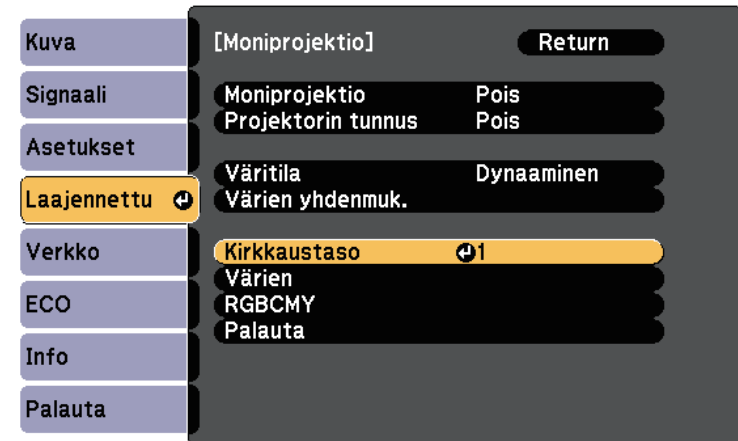 Kuva
Signaali
Asetukset
Laajennettu
Verkko
ECO
Info
Palauta
[Moniprojektio] Return
Moniprojektio Pois
Projektorin tunnus Pois
Väritila Dynaaminen
Värien yhdenmuk.
Kirkkaustaso 1
Värien
RGBCMY
Palauta